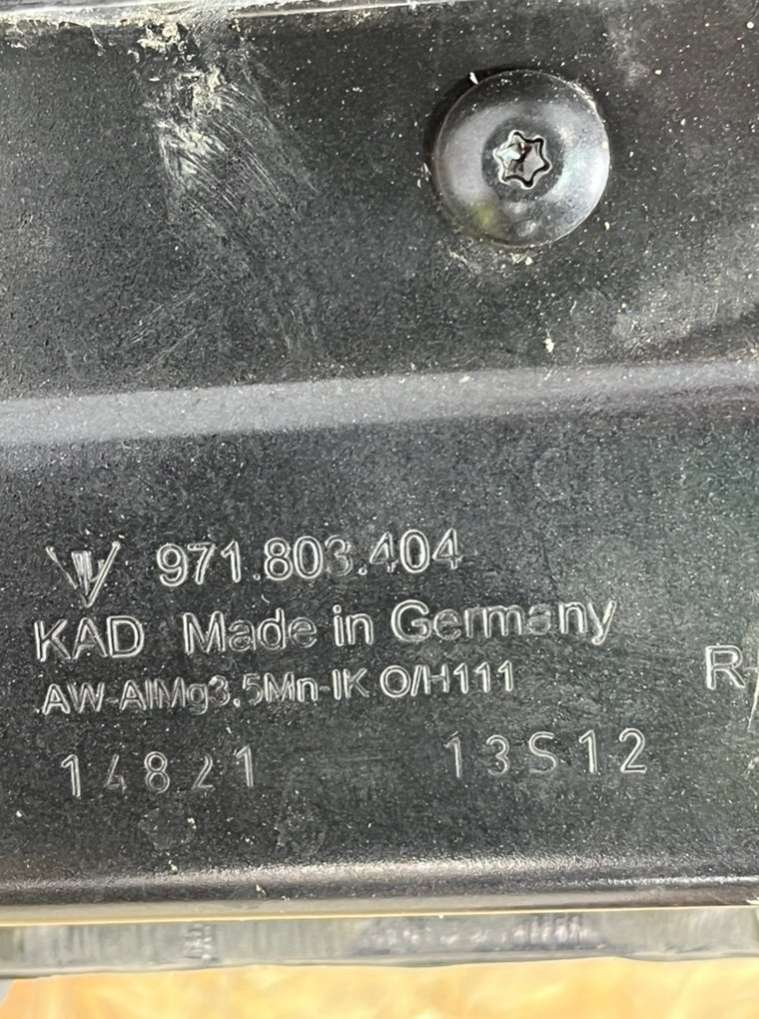 971.803.404
KAD Made in Germany
AW-AlMg3.5Mn-IK O/H111
R
14821 13S12